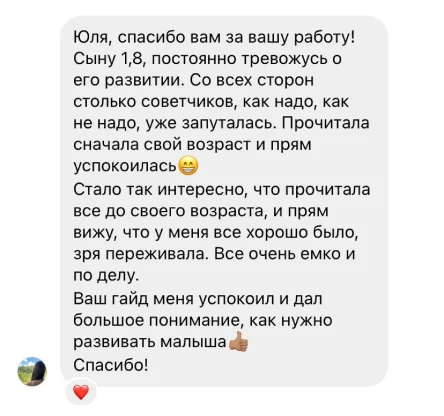 Юля, спасибо вам за вашу работу!
Сыну 1,8, постоянно тревожусь о
его развитии. Со всех сторон
столько советчиков, как надо, как
не надо, уже запуталась. Прочитала
сначала свой возраст и прям
успокоилась😁
Стало так интересно, что прочитала
все до своего возраста, и прям
вижу, что у меня все хорошо было,
зря переживала. Все очень емко и
по делу.
Ваш гайд меня успокоил и дал
большое понимание, как нужно
развивать малыша👍🏽
Спасибо!